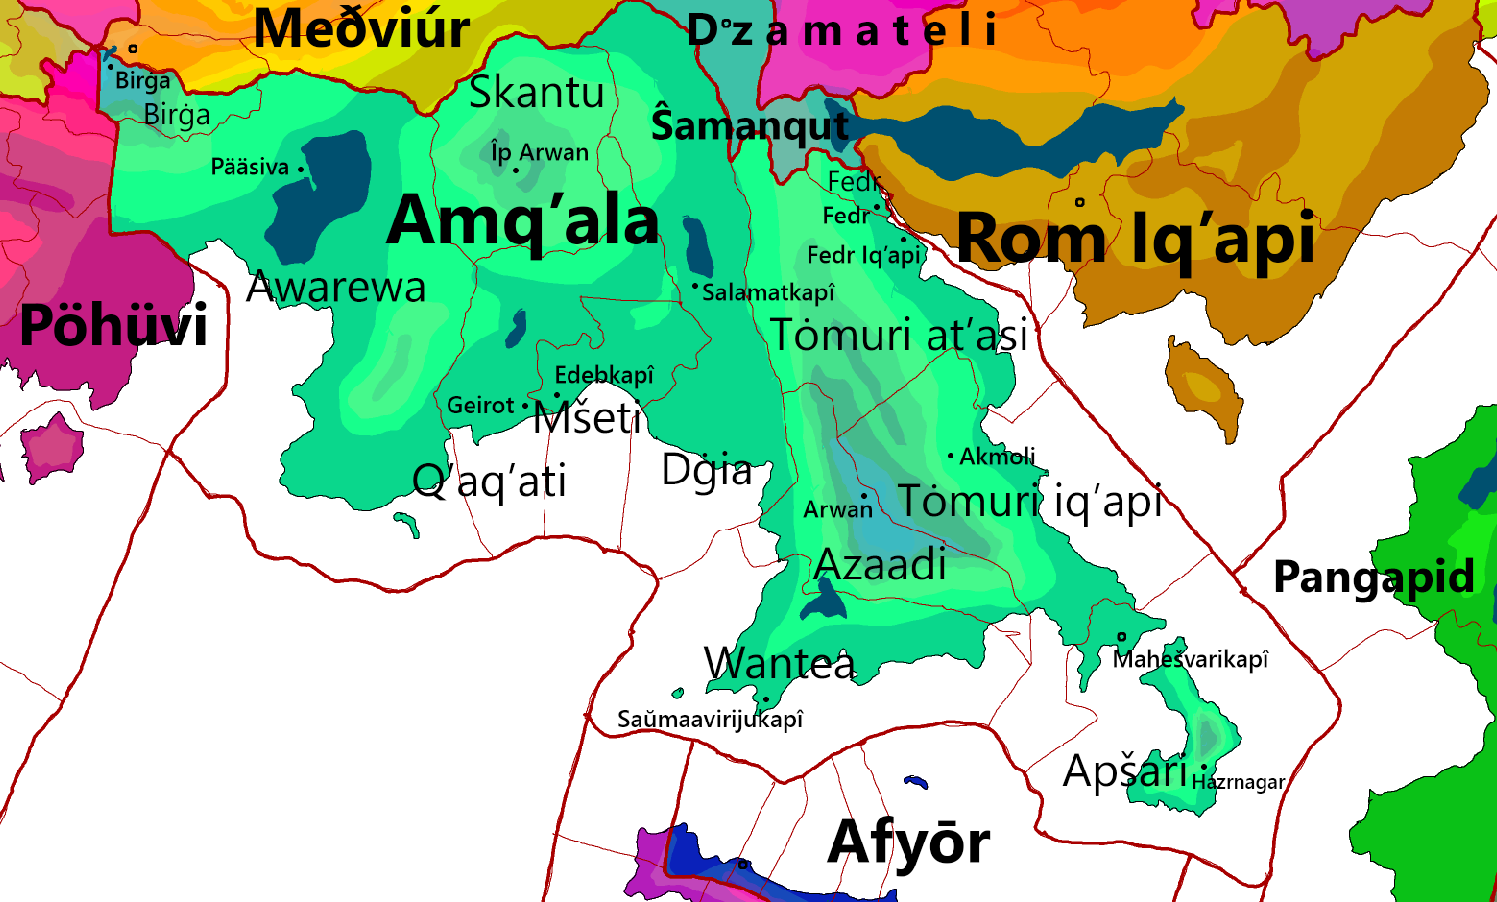 Meðviúr
Dºzamateli
Birġa
Skantu
Birġa
Ŝamanqut
Îp Arwan
Pääsiva
Fedr
Amq’ala
Fedr
Rom̄ Iq’api
Fedr Iq’api
Awarewa
Salamatkapî
Pöhüvi
Tȯmuri at’asi
Edebkapî
Geirot
Mšeti
Akmoli
Dġia
Q’aq’ati
Tȯmuri iq’api
Arwan
Azaadi
Pangapid
Wantea
Mahešvarikapî
Saŭmaavirijukapî
Apšari
Hazrnagar
Afyōr